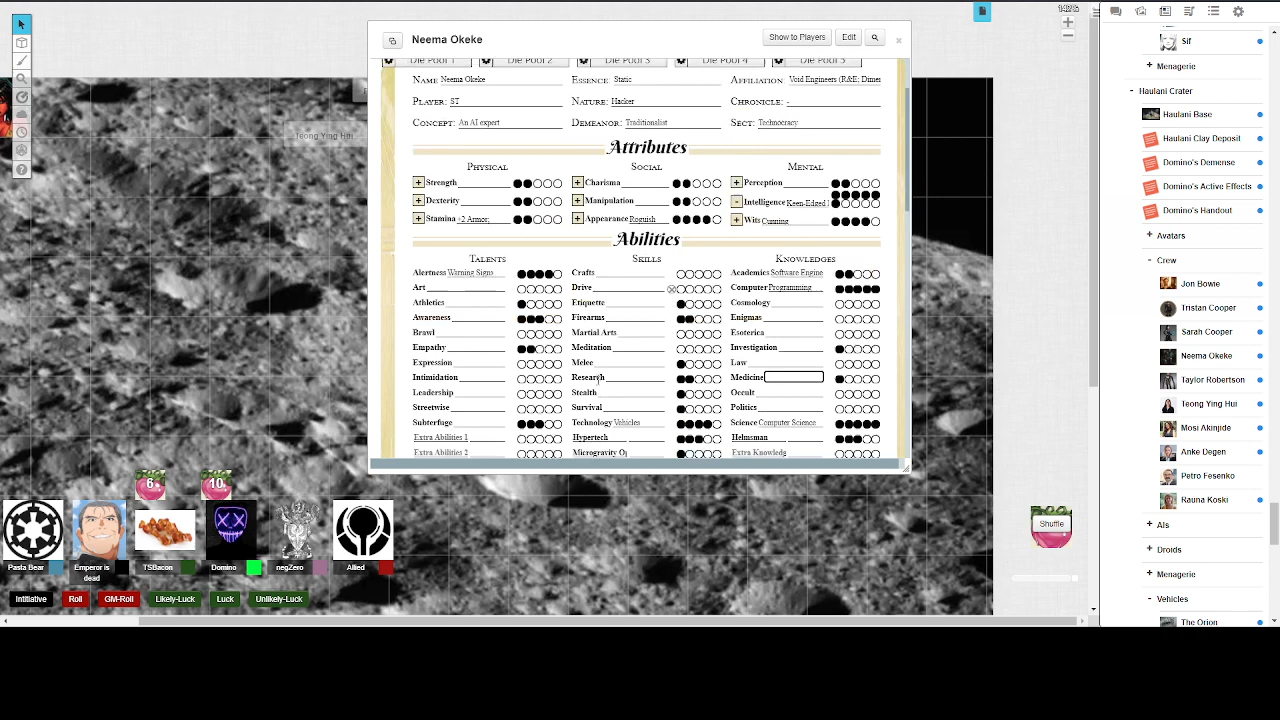 Neema Okeke
Show to Players
Edit
Die Pool 1
Die Pool 2
Die Pool 3
Die Pool 4
Die Pool 5
Name Neema Okeke
Essence: Static
Affiliation: Void Engineers (R&E; Dimen
Player: ST
Nature: Hacker
Chronicle: -
Concept: An AI expert
Demeanor: Traditionalist
Sect: Technocracy
Attributes
Physical
Social
Mental
+ Strength
+ Charisma
+ Perception
+ Dexterity
+ Manipulation
- Intelligence Keen-Edged
+ Stamina -2 Armor;
+ Appearance Roguish
+ Wits Cunning
Abilities
Talents
Skills
Knowledges
Alertness Warning Signs
Crafts
Academics Software Engine
Art
Drive
Computer Programming
Athletics
Etiquette
Cosmology
Awareness
Firearms
Enigmas
Brawl
Martial Arts
Esoterica
Empathy
Meditation
Investigation
Expression
Melee
Law
Intimidation
Research
Medicine
Leadership
Stealth
Occult
Streetwise
Survival
Politics
Subterfuge
Technology Vehicles
Science Computer Science
Extra Abilities 1
Hypertech
Helmsman
Extra Abilities
Microgravity Op
Extra Knowledg
Teong Ying Hui
Sif
+ Menagerie
- Haulani Crater
Haulani Base
Haulani Clay Deposit
Domino's Demense
Domino's Active Effects
Domino's Handout
+ Avatars
- Crew
Jon Bowie
Tristan Cooper
Sarah Cooper
Neema Okeke
Taylor Robertson
Teong Ying Hui
Mosi Akinjide
Anke Degen
Petro Fesenko
Rauna Koski
+ AIs
+ Droids
+ Menagerie
- Vehicles
The Orion
6
10
Shuffle
Pasta Bear
Emperor is dead
TSBacon
Domino
negZero
Allied
Intitiative
Roll
GM-Roll
Likely-Luck
Luck
Unlikely-Luck